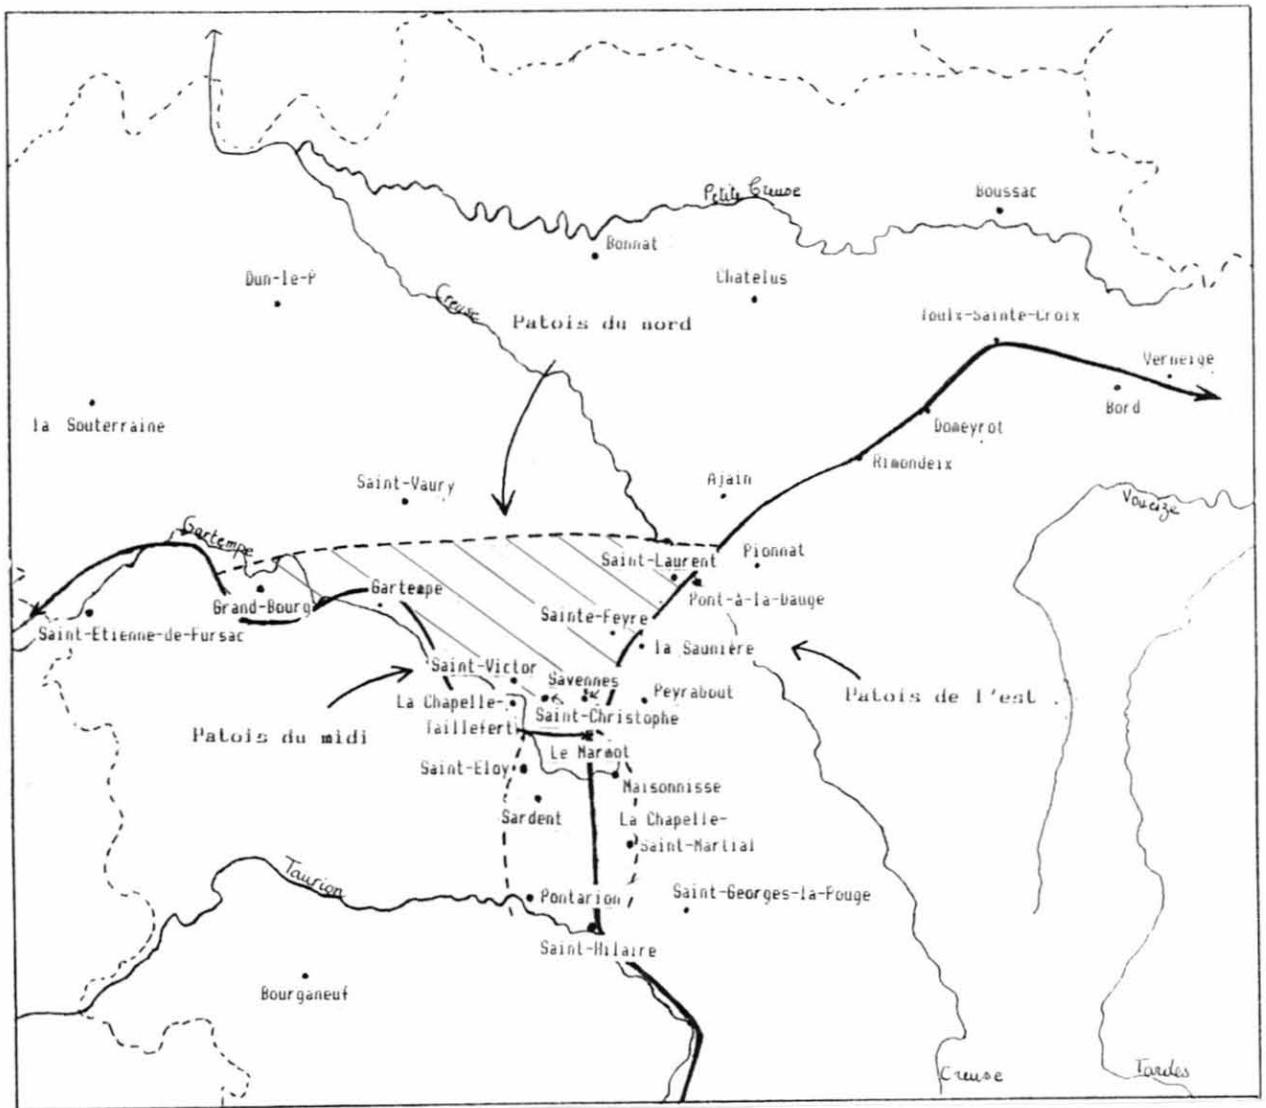 Petite Creuse
Boussac
Bonnat
Dun-le-P
Chatelus
Creuse
Patois du nord
Toulx-Sainte-Croix
Verneige
Bord
la Souterraine
Domeyrot
Rimondeix
Ajain
Saint-Vaury
Voueize
Gartempe
Saint-Laurent
Pionnat
Gartempe
Pont-à-la-Dauge
Grand-Bourg
Sainte-Feyre
Saint-Etienne-de-Fursac
la Saunière
Saint-Victor
Savennes
Peyrabout
Patois de l'est
La Chapelle-
Taillefert
Saint-Christophe
Patois du midi
Le Marmot
Saint-Eloy
Maisonnisse
Sardent
La Chapelle-
Saint-Martial
Taurion
Pontarion
Saint-Georges-la-Pouge
Saint-Hilaire
Bourganeuf
Creuse
Tardes